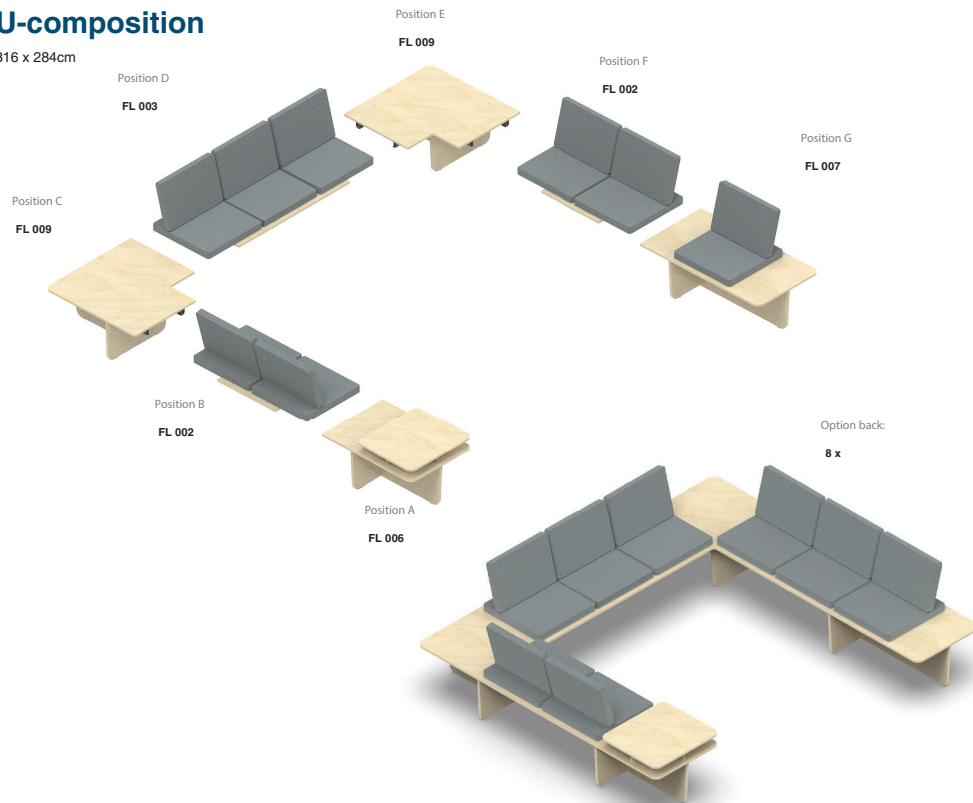 U-composition
316 x 284cm
Position E
FL 009
Position D
FL 003
Position F
FL 002
Position G
FL 007
Position C
FL 009
Position B
FL 002
Position A
FL 006
Option back:
8 x